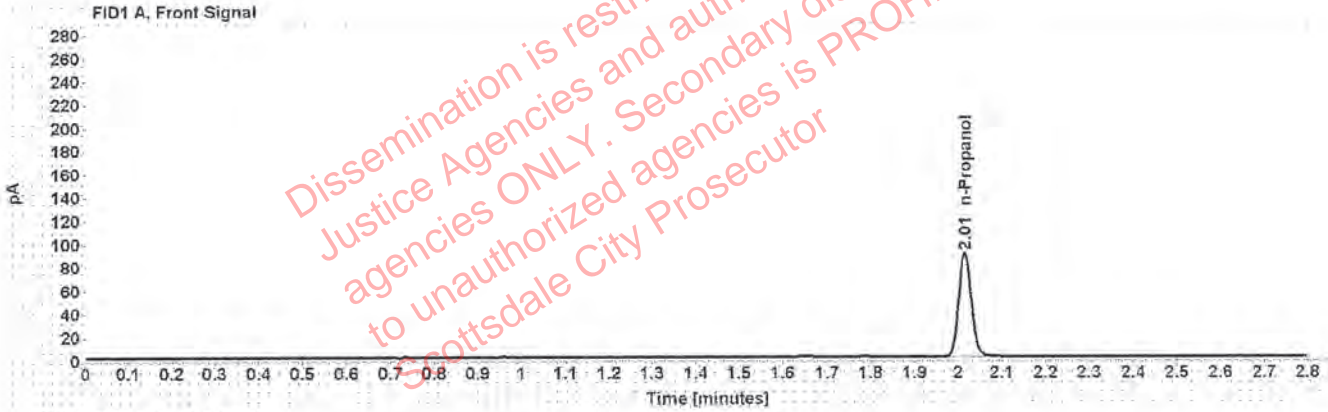 FID1 A, Front Signal
280
260
240
220
200
180
160
140
120
100
80
60
40
20
0
pA
2.01 n-Propanol
0 0.1 0.2 0.3 0.4 0.5 0.6 0.7 0.8 0.9 1 1.1 1.2 1.3 1.4 1.5 1.6 1.7 1.8 1.9 2 2.1 2.2 2.3 2.4 2.5 2.6 2.7 2.8
Time [minutes]
Dissemination is
Justice Agencies and
agencies ONLY. Secondary
to unauthorized agencies is
Scottsdale City Prosecutor